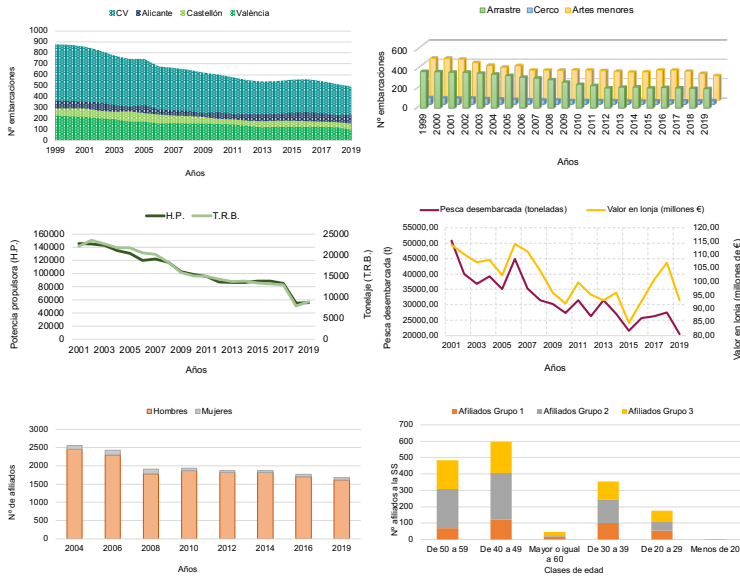 CV Alicante Castellón València
Nº embarcaciones
1000
900
800
700
600
500
400
300
200
100
0
1999 2001 2003 2005 2007 2009 2011 2013 2015 2017 2019
Años
Arrastre Cerco Artes menores
Nº embarcaciones
600
400
200
0
1999 2000 2001 2002 2003 2004 2005 2006 2007 2008 2009 2010 2011 2012 2013 2014 2015 2016 2017 2018 2019
Años
H.P. T.R.B.
Potencia propulsora (H.P.)
160000
140000
120000
100000
80000
60000
40000
20000
0
25000
20000
15000
10000
5000
0
Tonelaje (T.R.B.)
2001 2003 2005 2007 2009 2011 2013 2015 2017 2019
Años
Pesca desembarcada (toneladas) Valor en lonja (millones €)
Pesca desembarcada (t)
55000,00
50000,00
45000,00
40000,00
35000,00
30000,00
25000,00
20000,00
120,00
115,00
110,00
105,00
100,00
95,00
90,00
85,00
80,00
Valor en lonja (millones de €)
2001 2003 2005 2007 2009 2011 2013 2015 2017 2019
Años
Hombres Mujeres
Nº de afiliados
3000
2500
2000
1500
1000
500
0
2004 2006 2008 2010 2012 2014 2016 2019
Años
Afiliados Grupo 1 Afiliados Grupo 2 Afiliados Grupo 3
Nº afiliados a la SS
700
600
500
400
300
200
100
0
De 50 a 59 De 40 a 49 Mayor o igual De 30 a 39 De 20 a 29 Menos de 20
a 60
Clases de edad